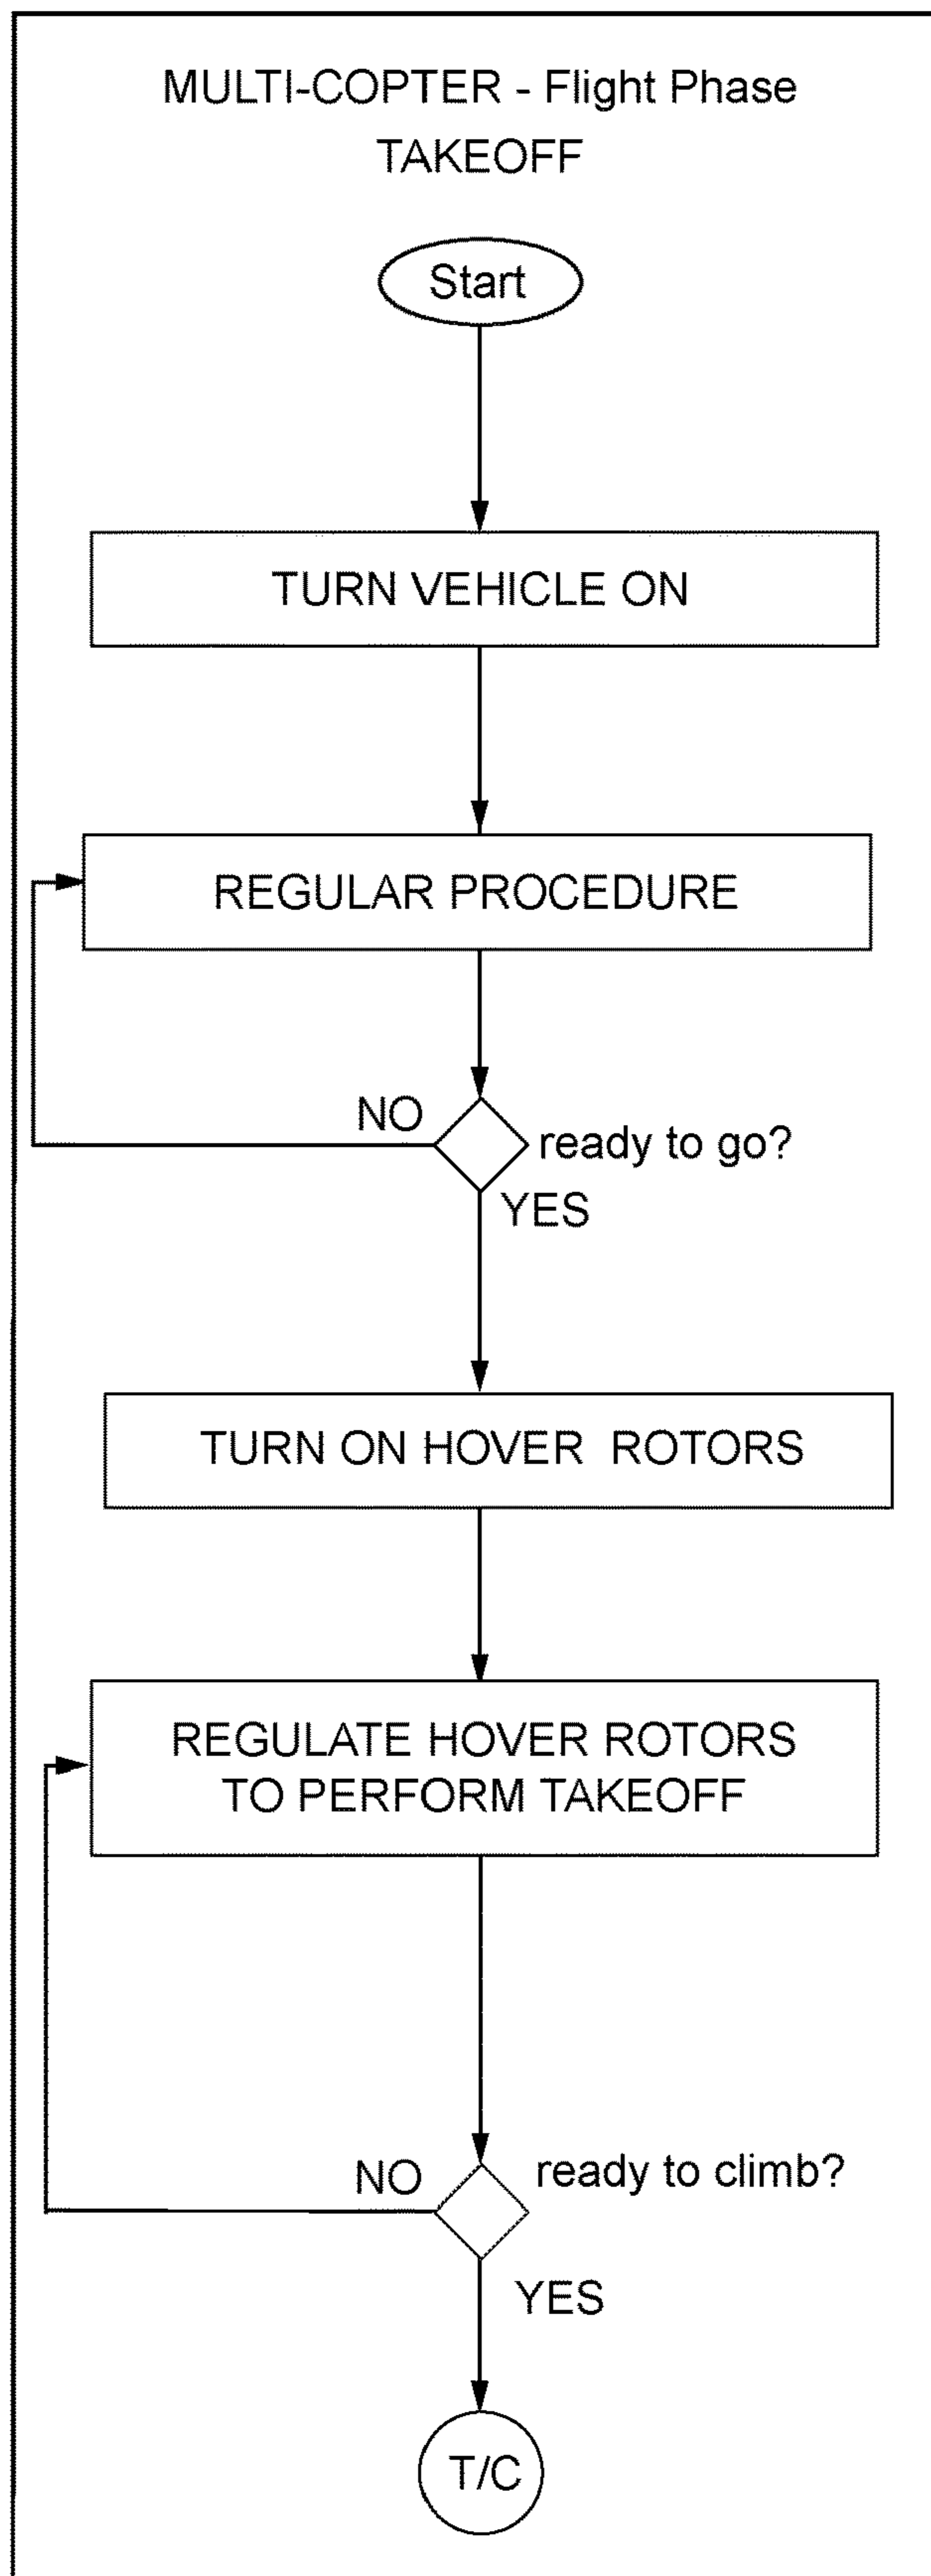 MULTI-COPTER - Flight Phase
TAKEOFF
Start
TURN VEHICLE ON
REGULAR PROCEDURE
NO
ready to go?
YES
TURN ON HOVER ROTORS
REGULATE HOVER ROTORS
TO PERFORM TAKEOFF
NO
ready to climb?
YES
T/C